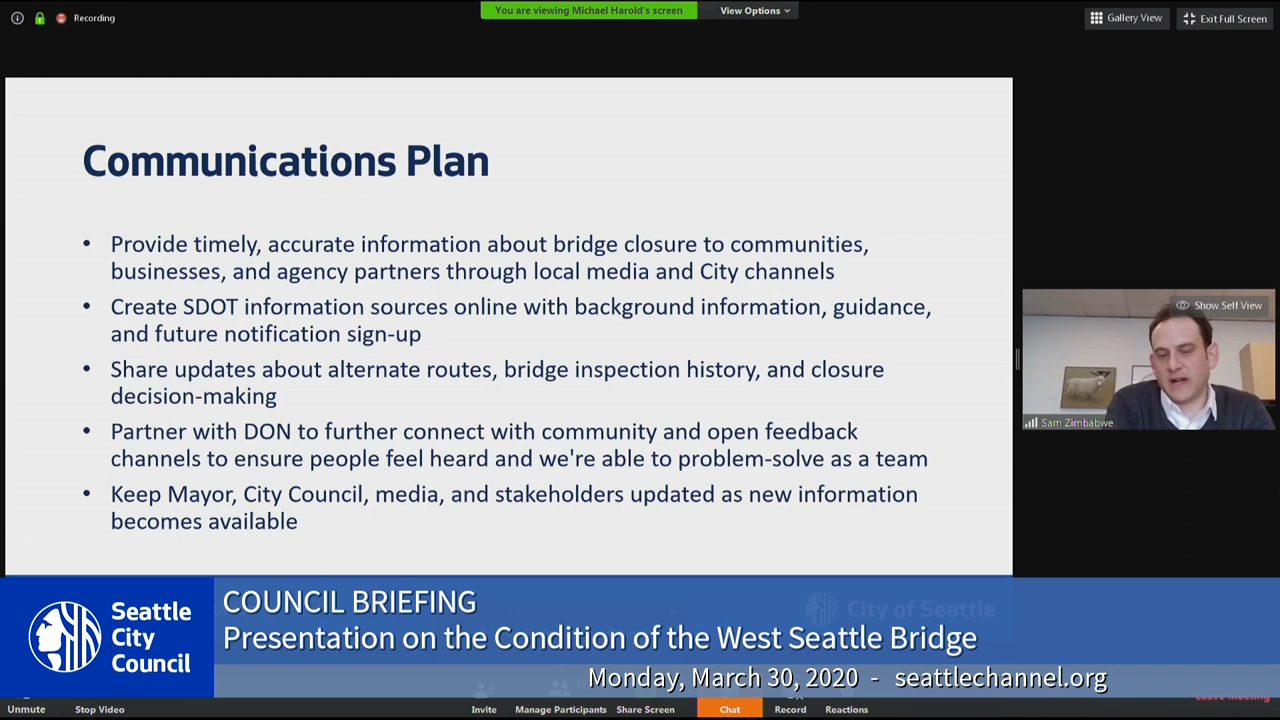 Recording
You are viewing Michael Harold's screen
View Options
Gallery View
Exit Full Screen
Communications Plan
• Provide timely, accurate information about bridge closure to communities,
businesses, and agency partners through local media and City channels
• Create SDOT information sources online with background information, guidance,
and future notification sign-up
• Share updates about alternate routes, bridge inspection history, and closure
decision-making
• Partner with DON to further connect with community and open feedback
channels to ensure people feel heard and we're able to problem-solve as a team
• Keep Mayor, City Council, media, and stakeholders updated as new information
becomes available
Show Self View
Sam Zimbabwe
City of Seattle
Seattle
City
Council
COUNCIL BRIEFING
Presentation on the Condition of the West Seattle Bridge
Monday, March 30, 2020 - seattlechannel.org
Unmute
Stop Video
Invite
Manage Participants
Share Screen
Chat
Record
Reactions
Leave Meeting